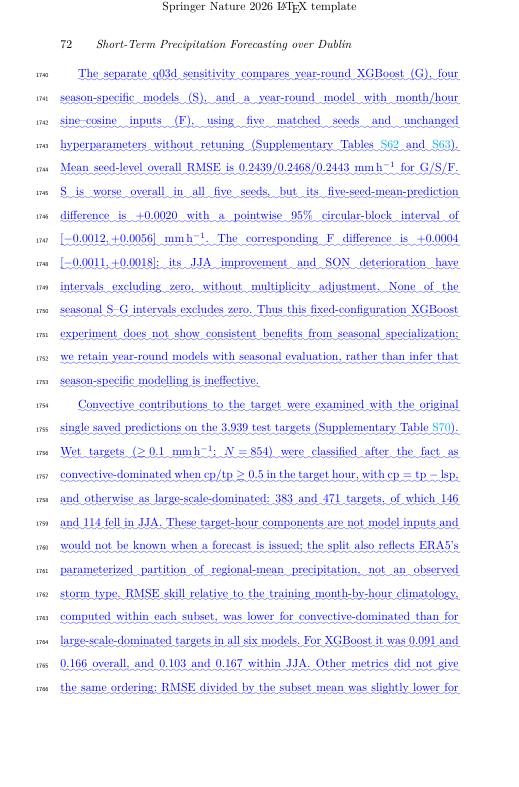 Springer Nature 2026 LATEX template
72 Short-Term Precipitation Forecasting over Dublin
1740 The separate q03d sensitivity compares year-round XGBoost (G), four
1741 season-specific models (S), and a year-round model with month/hour
1742 sine–cosine inputs (F), using five matched seeds and unchanged
1743 hyperparameters without retuning (Supplementary Tables S62 and S63).
1744 Mean seed-level overall RMSE is 0.2439/0.2468/0.2443 mm h⁻¹ for G/S/F.
1745 S is worse overall in all five seeds, but its five-seed-mean-prediction
1746 difference is +0.0020 with a pointwise 95% circular-block interval of
1747 [−0.0012, +0.0056] mm h⁻¹. The corresponding F difference is +0.0004
1748 [−0.0011, +0.0018]; its JJA improvement and SON deterioration have
1749 intervals excluding zero, without multiplicity adjustment. None of the
1750 seasonal S–G intervals excludes zero. Thus this fixed-configuration XGBoost
1751 experiment does not show consistent benefits from seasonal specialization;
1752 we retain year-round models with seasonal evaluation, rather than infer that
1753 season-specific modelling is ineffective.
1754 Convective contributions to the target were examined with the original
1755 single saved predictions on the 3,939 test targets (Supplementary Table S70).
1756 Wet targets (≥ 0.1 mm h⁻¹; N = 854) were classified after the fact as
1757 convective-dominated when cp/tp ≥ 0.5 in the target hour, with cp = tp − lsp,
1758 and otherwise as large-scale-dominated: 383 and 471 targets, of which 146
1759 and 114 fell in JJA. These target-hour components are not model inputs and
1760 would not be known when a forecast is issued; the split also reflects ERA5's
1761 parameterized partition of regional-mean precipitation, not an observed
1762 storm type. RMSE skill relative to the training month-by-hour climatology,
1763 computed within each subset, was lower for convective-dominated than for
1764 large-scale-dominated targets in all six models. For XGBoost it was 0.091 and
1765 0.166 overall, and 0.103 and 0.167 within JJA. Other metrics did not give
1766 the same ordering: RMSE divided by the subset mean was slightly lower for